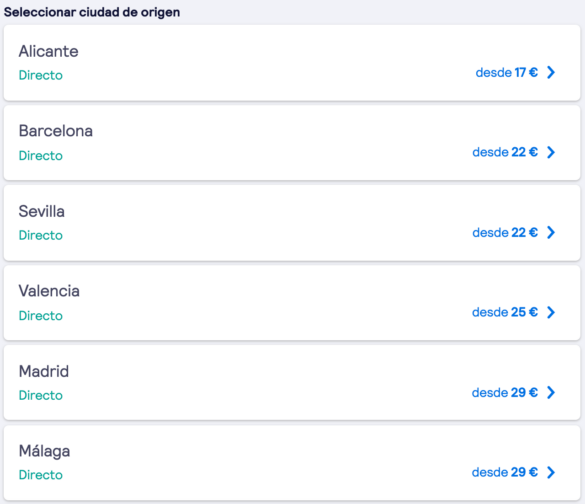 Seleccionar ciudad de origen
Alicante
Directo
desde 17 €
Barcelona
Directo
desde 22 €
Sevilla
Directo
desde 22 €
Valencia
Directo
desde 25 €
Madrid
Directo
desde 29 €
Málaga
Directo
desde 29 €